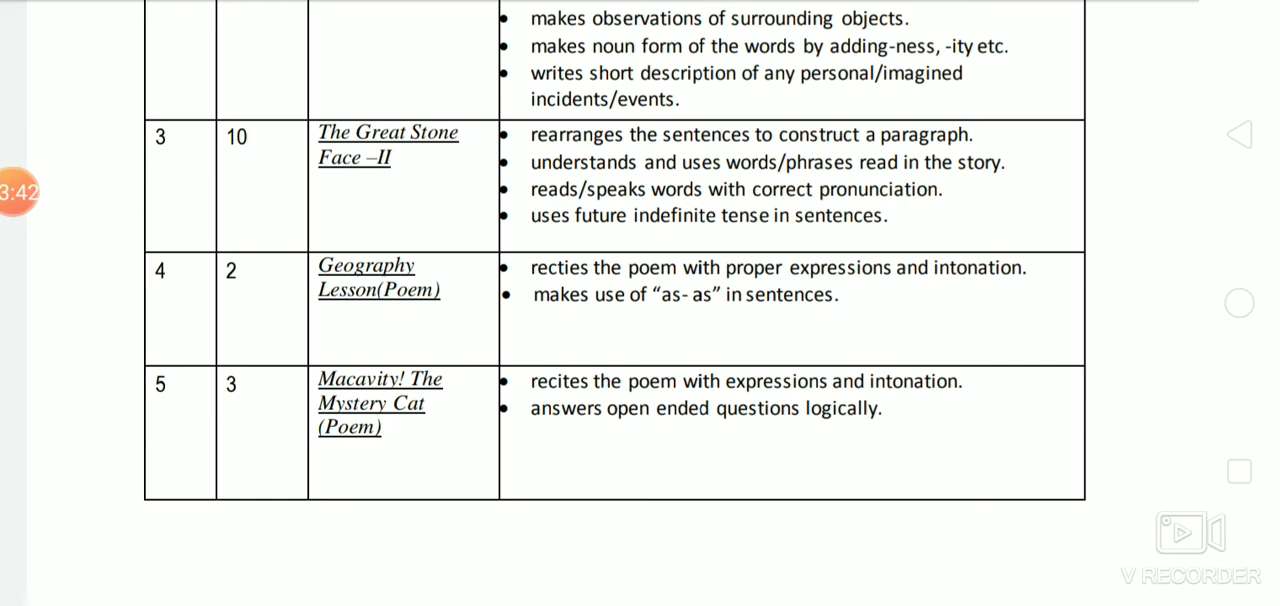 makes observations of surrounding objects.
makes noun form of the words by adding-ness, -ity etc.
writes short description of any personal/imagined
incidents/events.
3 10 The Great Stone
Face –II
rearranges the sentences to construct a paragraph.
understands and uses words/phrases read in the story.
reads/speaks words with correct pronunciation.
uses future indefinite tense in sentences.
3:42
4 2 Geography
Lesson(Poem)
recties the poem with proper expressions and intonation.
makes use of “as- as” in sentences.
5 3 Macavity! The
Mystery Cat
(Poem)
recites the poem with expressions and intonation.
answers open ended questions logically.
V RECORDER